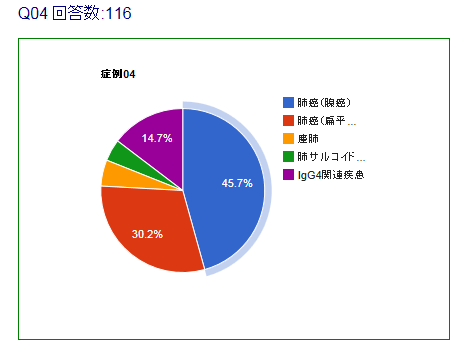 Q04 回答数:116
症例04
肺癌(腺癌)
肺癌(扁平...
塵肺
肺サルコイド...
IgG4関連疾患
14.7%
45.7%
30.2%